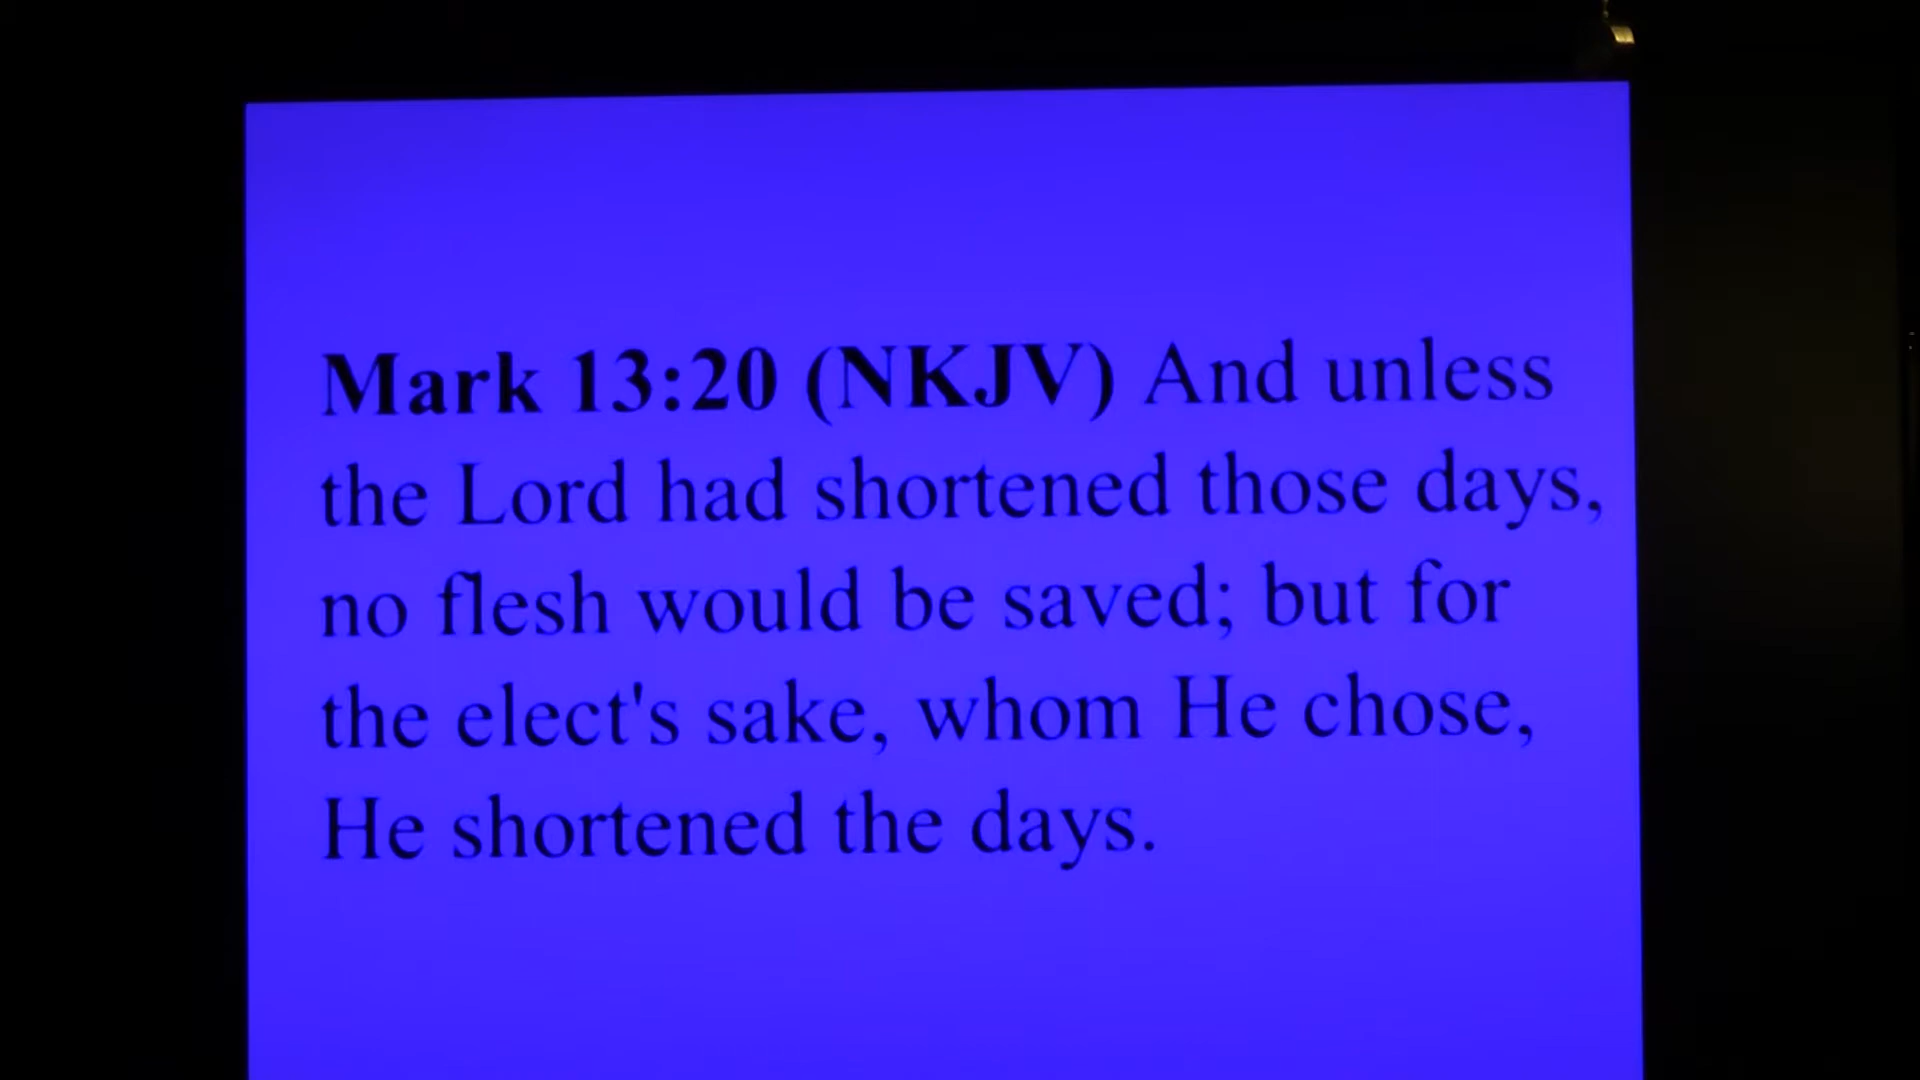 Mark 13:20 (NKJV) And unless
the Lord had shortened those days,
no flesh would be saved; but for
the elect's sake, whom He chose,
He shortened the days.